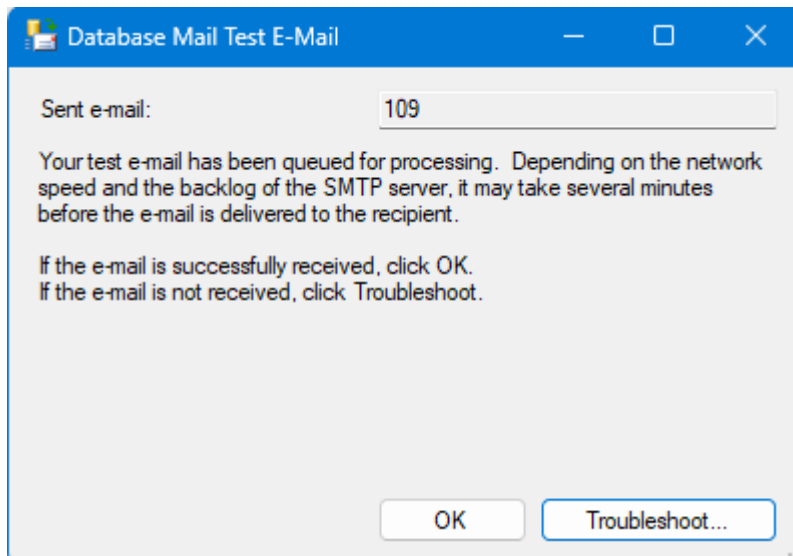 Database Mail Test E-Mail
Sent e-mail: 109
Your test e-mail has been queued for processing.  Depending on the network
speed and the backlog of the SMTP server, it may take several minutes
before the e-mail is delivered to the recipient.
If the e-mail is successfully received, click OK.
If the e-mail is not received, click Troubleshoot.
OK Troubleshoot...